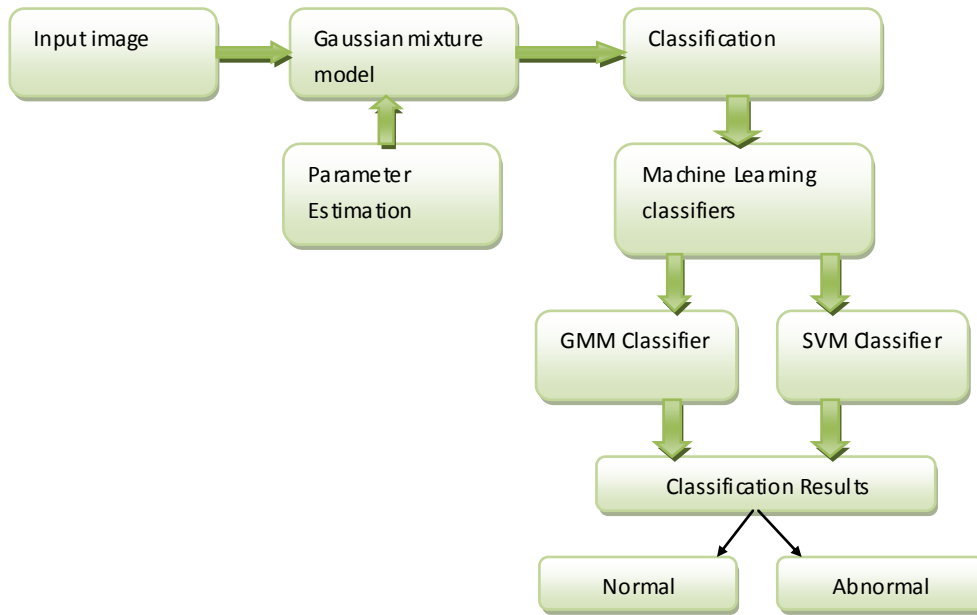 Input image
Gaussian mixture
model
Classification
Parameter
Estimation
Machine Learning
classifiers
GMM Classifier
SVM Classifier
Classification Results
Normal
Abnormal